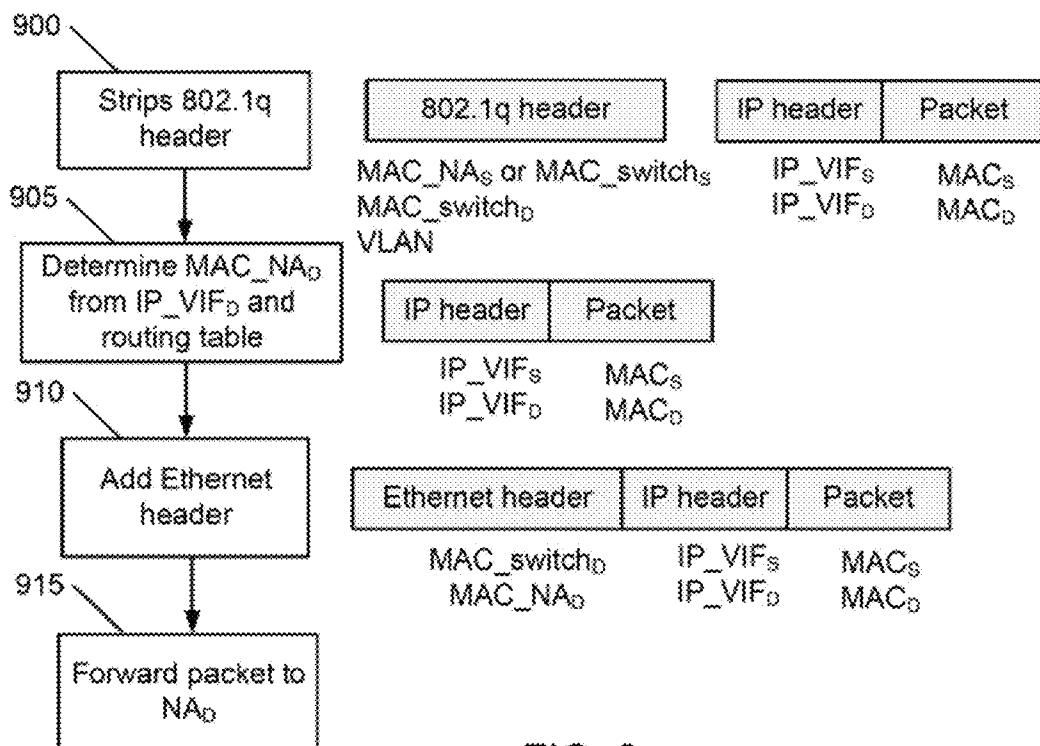 900
Strips 802.1q
header
802.1q header
IP header
Packet
MAC_NAS or MAC_switchS
MAC_switchD
VLAN
IP_VIFS
IP_VIFD
MACS
MACD
905
Determine MAC_NAD
from IP_VIFD and
routing table
IP header
Packet
IP_VIFS
IP_VIFD
MACS
MACD
910
Add Ethernet
header
Ethernet header
IP header
Packet
MAC_switchD
MAC_NAD
IP_VIFS
IP_VIFD
MACS
MACD
915
Forward packet to
NAD